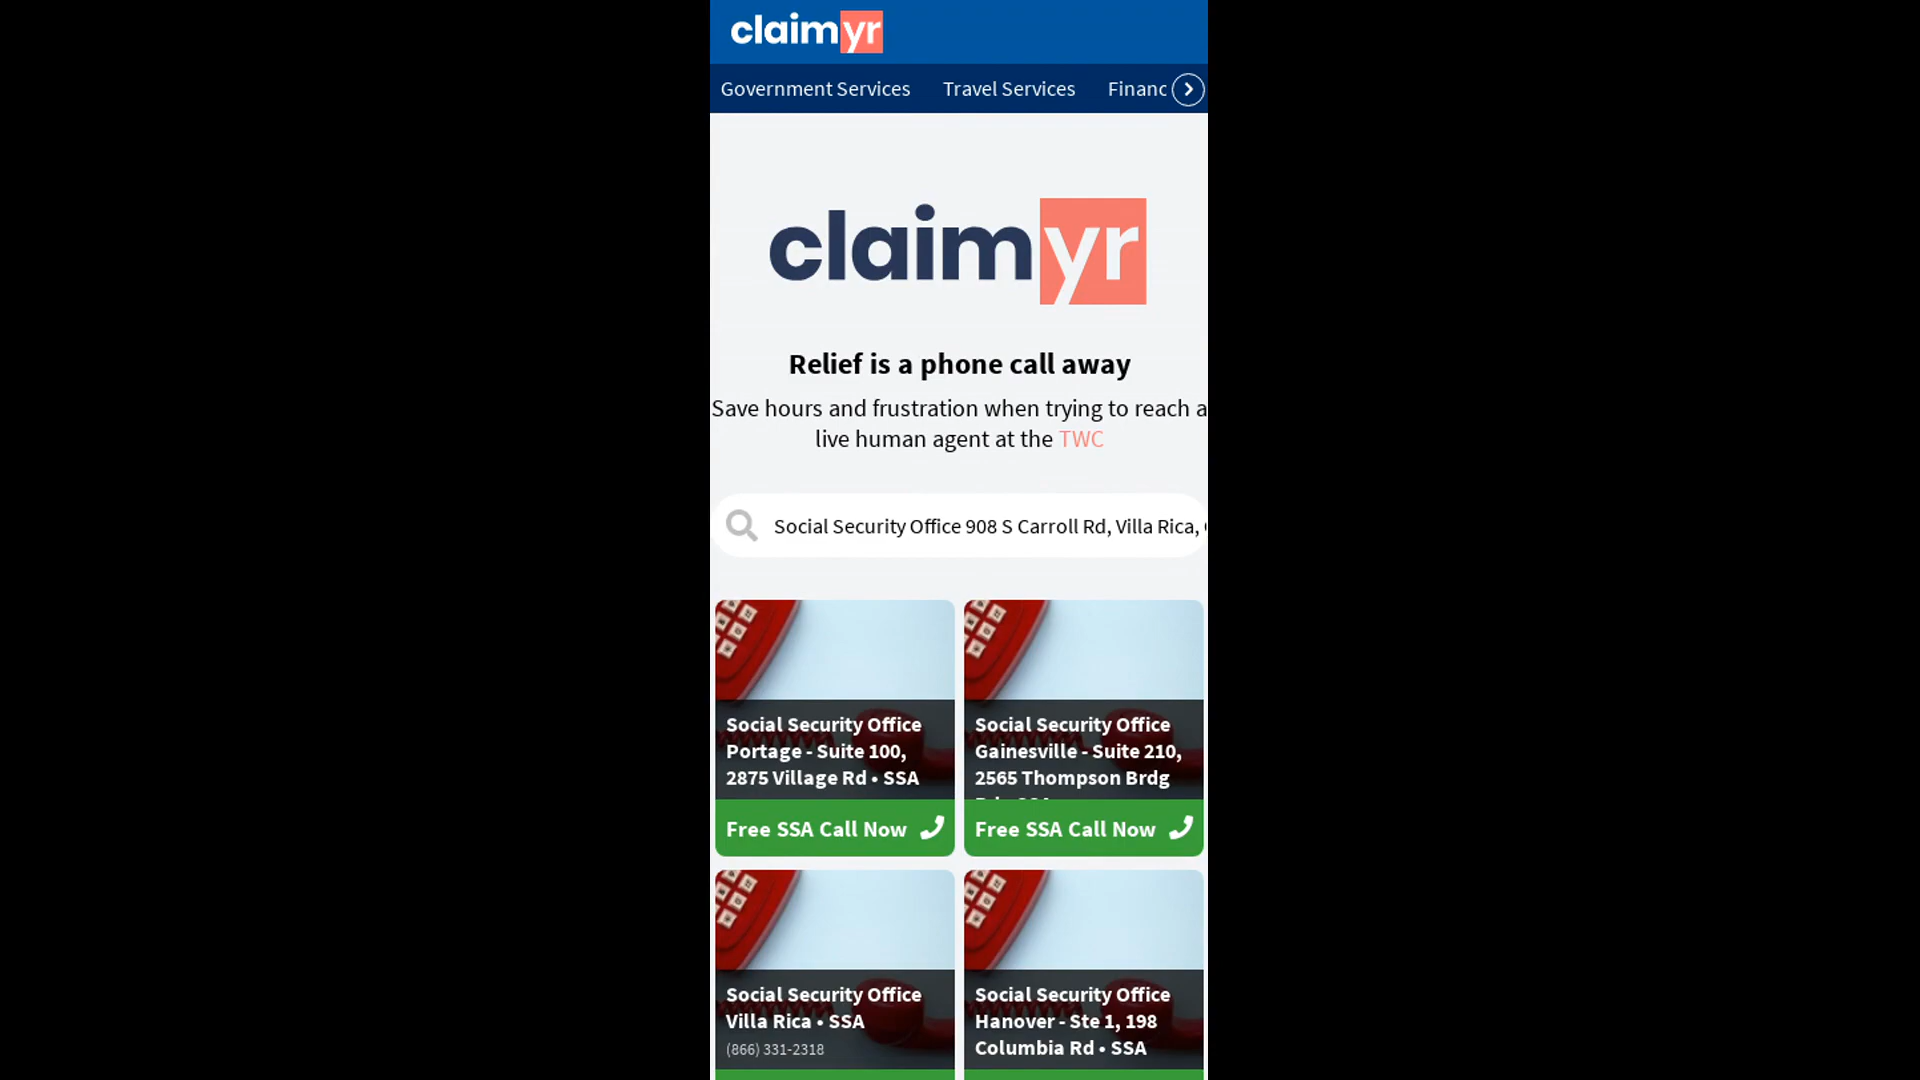 claimyr
Government Services Travel Services Financ
claimyr
Relief is a phone call away
Save hours and frustration when trying to reach a
live human agent at the TWC
Social Security Office 908 S Carroll Rd, Villa Rica,
Social Security Office
Portage - Suite 100,
2875 Village Rd • SSA
Free SSA Call Now
Social Security Office
Gainesville - Suite 210,
2565 Thompson Brdg
Free SSA Call Now
Social Security Office
Villa Rica • SSA
(866) 331-2318
Social Security Office
Hanover - Ste 1, 198
Columbia Rd • SSA